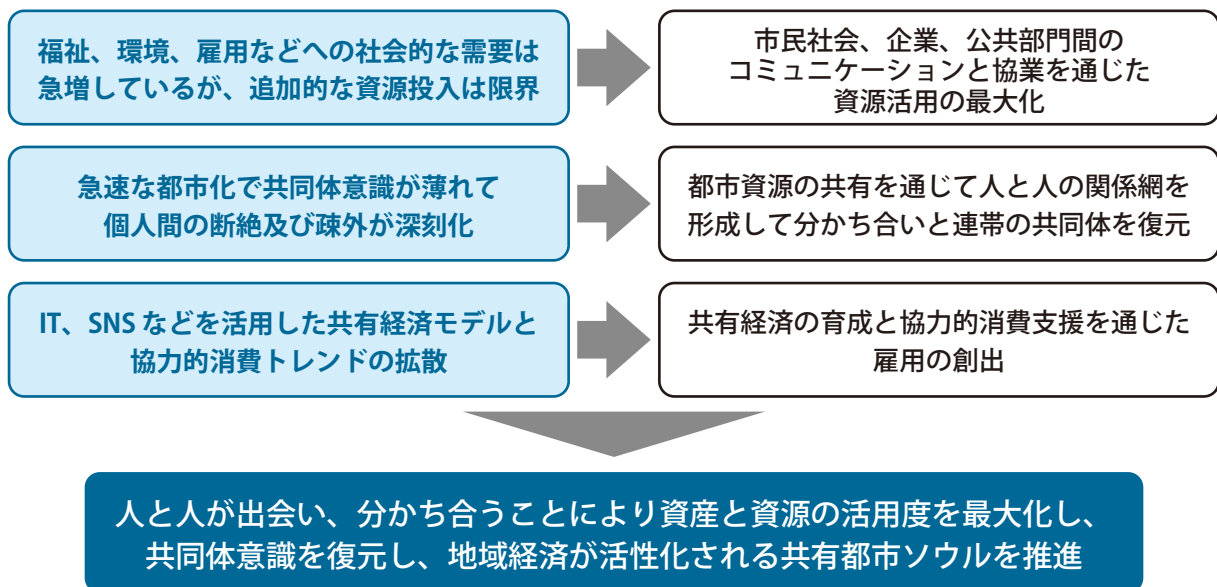 福祉、環境、雇用などへの社会的な需要は
急増しているが、追加的な資源投入は限界
市民社会、企業、公共部門間の
コミュニケーションと協業を通じた
資源活用の最大化
急速な都市化で共同体意識が薄れて
個人間の断絶及び疎外が深刻化
都市資源の共有を通じて人と人の関係網を
形成して分かち合いと連帯の共同体を復元
IT、SNS などを活用した共有経済モデルと
協力的消費トレンドの拡散
共有経済の育成と協力的消費支援を通じた
雇用の創出
人と人が出会い、分かち合うことにより資産と資源の活用度を最大化し、
共同体意識を復元し、地域経済が活性化される共有都市ソウルを推進